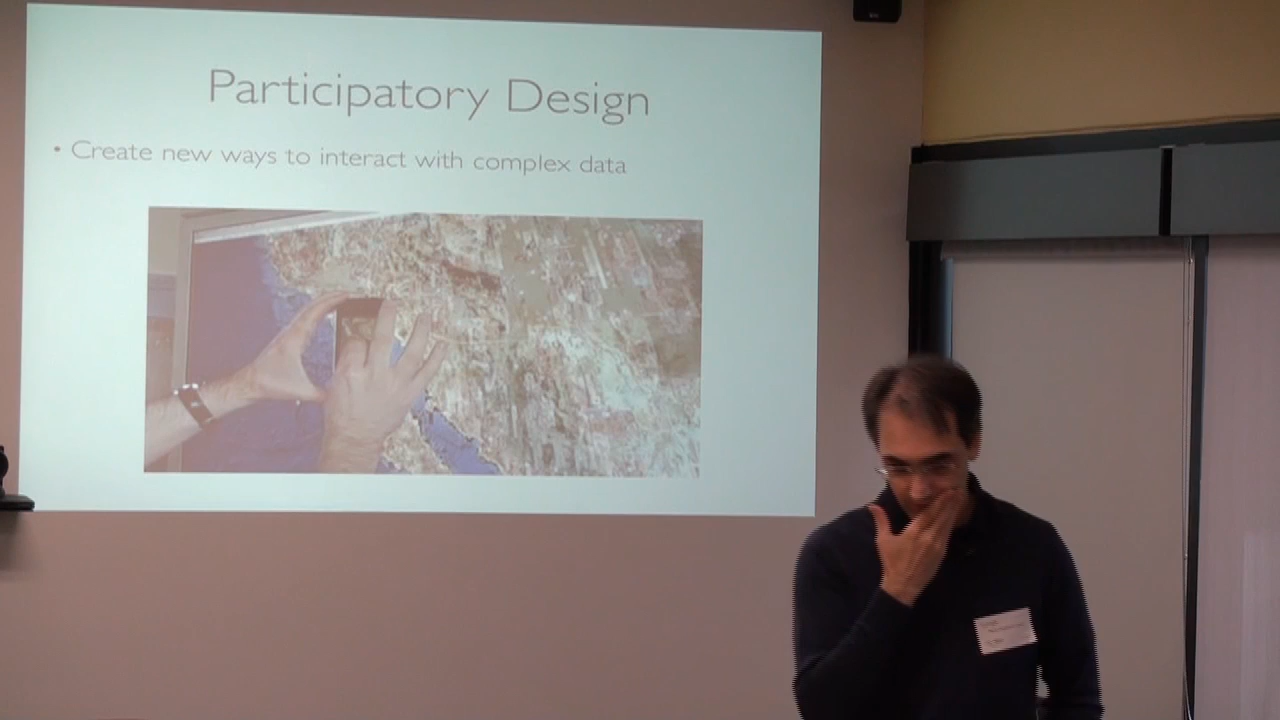 Participatory Design
• Create new ways to interact with complex data